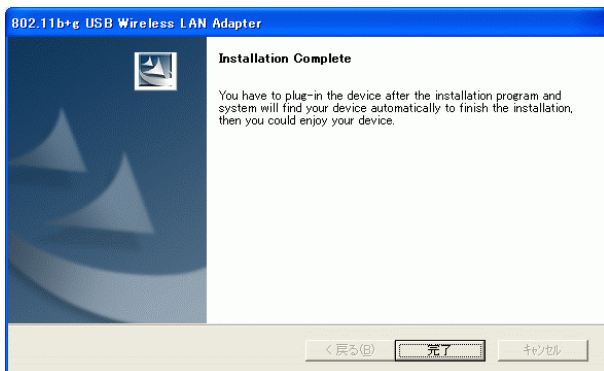 802.11b+g USB Wireless LAN Adapter
Installation Complete
You have to plug-in the device after the installation program and
system will find your device automatically to finish the installation,
then you could enjoy your device.
< 戻る(B)
完了
キャンセル